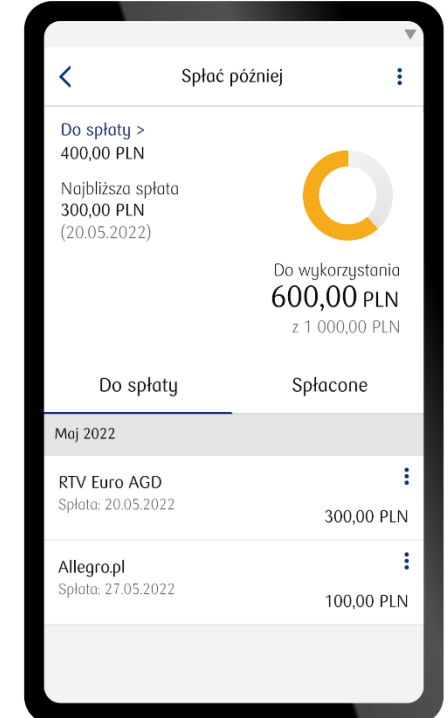 Spłać później
Do spłaty >
400,00 PLN
Najbliższa spłata
300,00 PLN
(20.05.2022)
Do wykorzystania
600,00 PLN
z 1 000,00 PLN
Do spłaty
Spłacone
Maj 2022
RTV Euro AGD
Spłata: 20.05.2022
300,00 PLN
Allegro.pl
Spłata: 27.05.2022
100,00 PLN